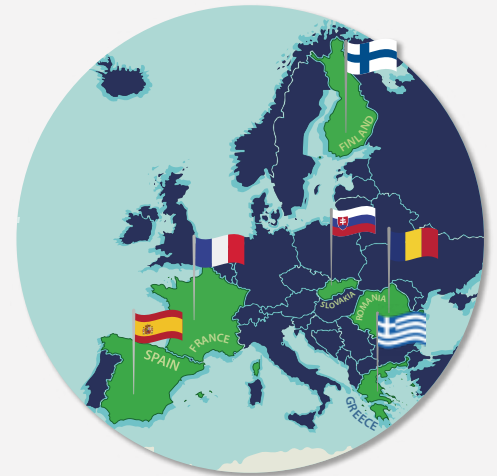 FINLAND
SLOVAKIA
ROMANIA
FRANCE
SPAIN
GREECE